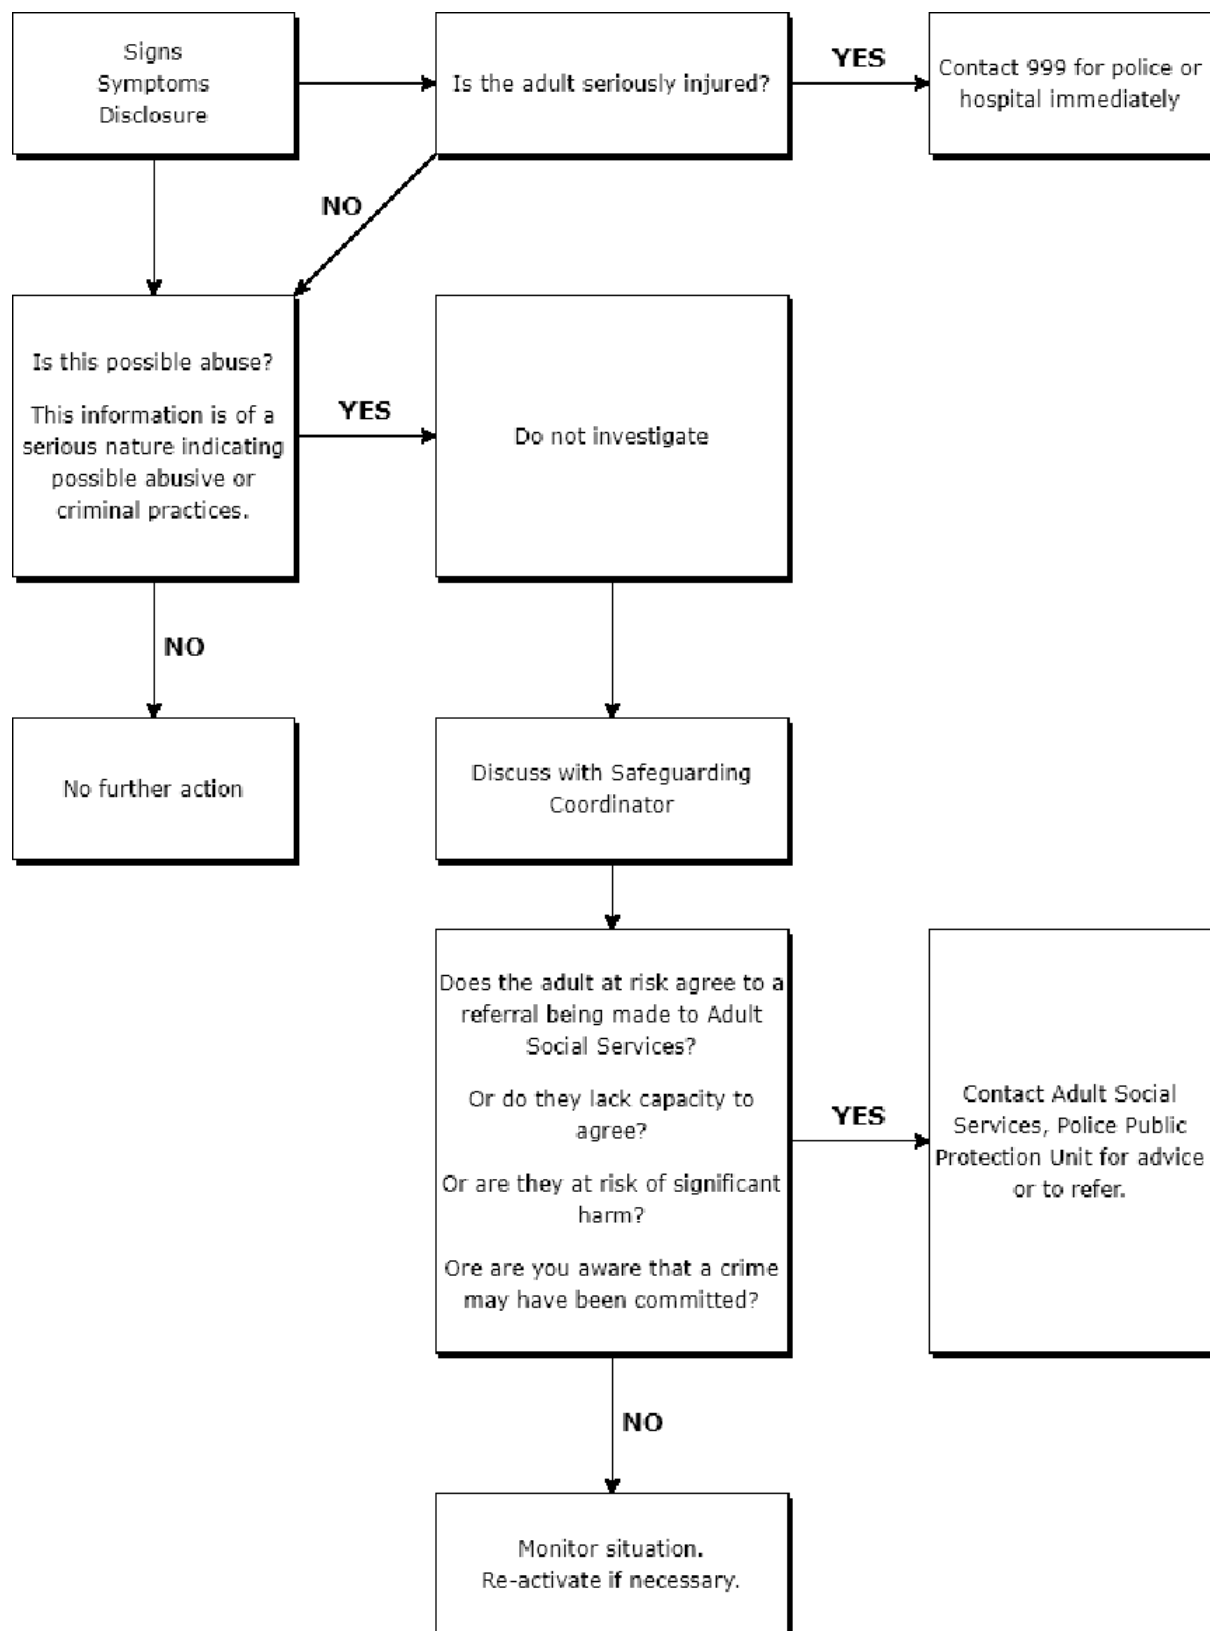 Signs
Symptoms
Disclosure
Is the adult seriously injured?
YES
Contact 999 for police or
hospital immediately
NO
Is this possible abuse?
This information is of a
serious nature indicating
possible abusive or
criminal practices.
YES
Do not investigate
NO
No further action
Discuss with Safeguarding
Coordinator
Does the adult at risk agree to a
referral being made to Adult
Social Services?
Or do they lack capacity to
agree?
Or are they at risk of significant
harm?
Ore are you aware that a crime
may have been committed?
YES
Contact Adult Social
Services, Police Public
Protection Unit for advice
or to refer.
NO
Monitor situation.
Re-activate if necessary.